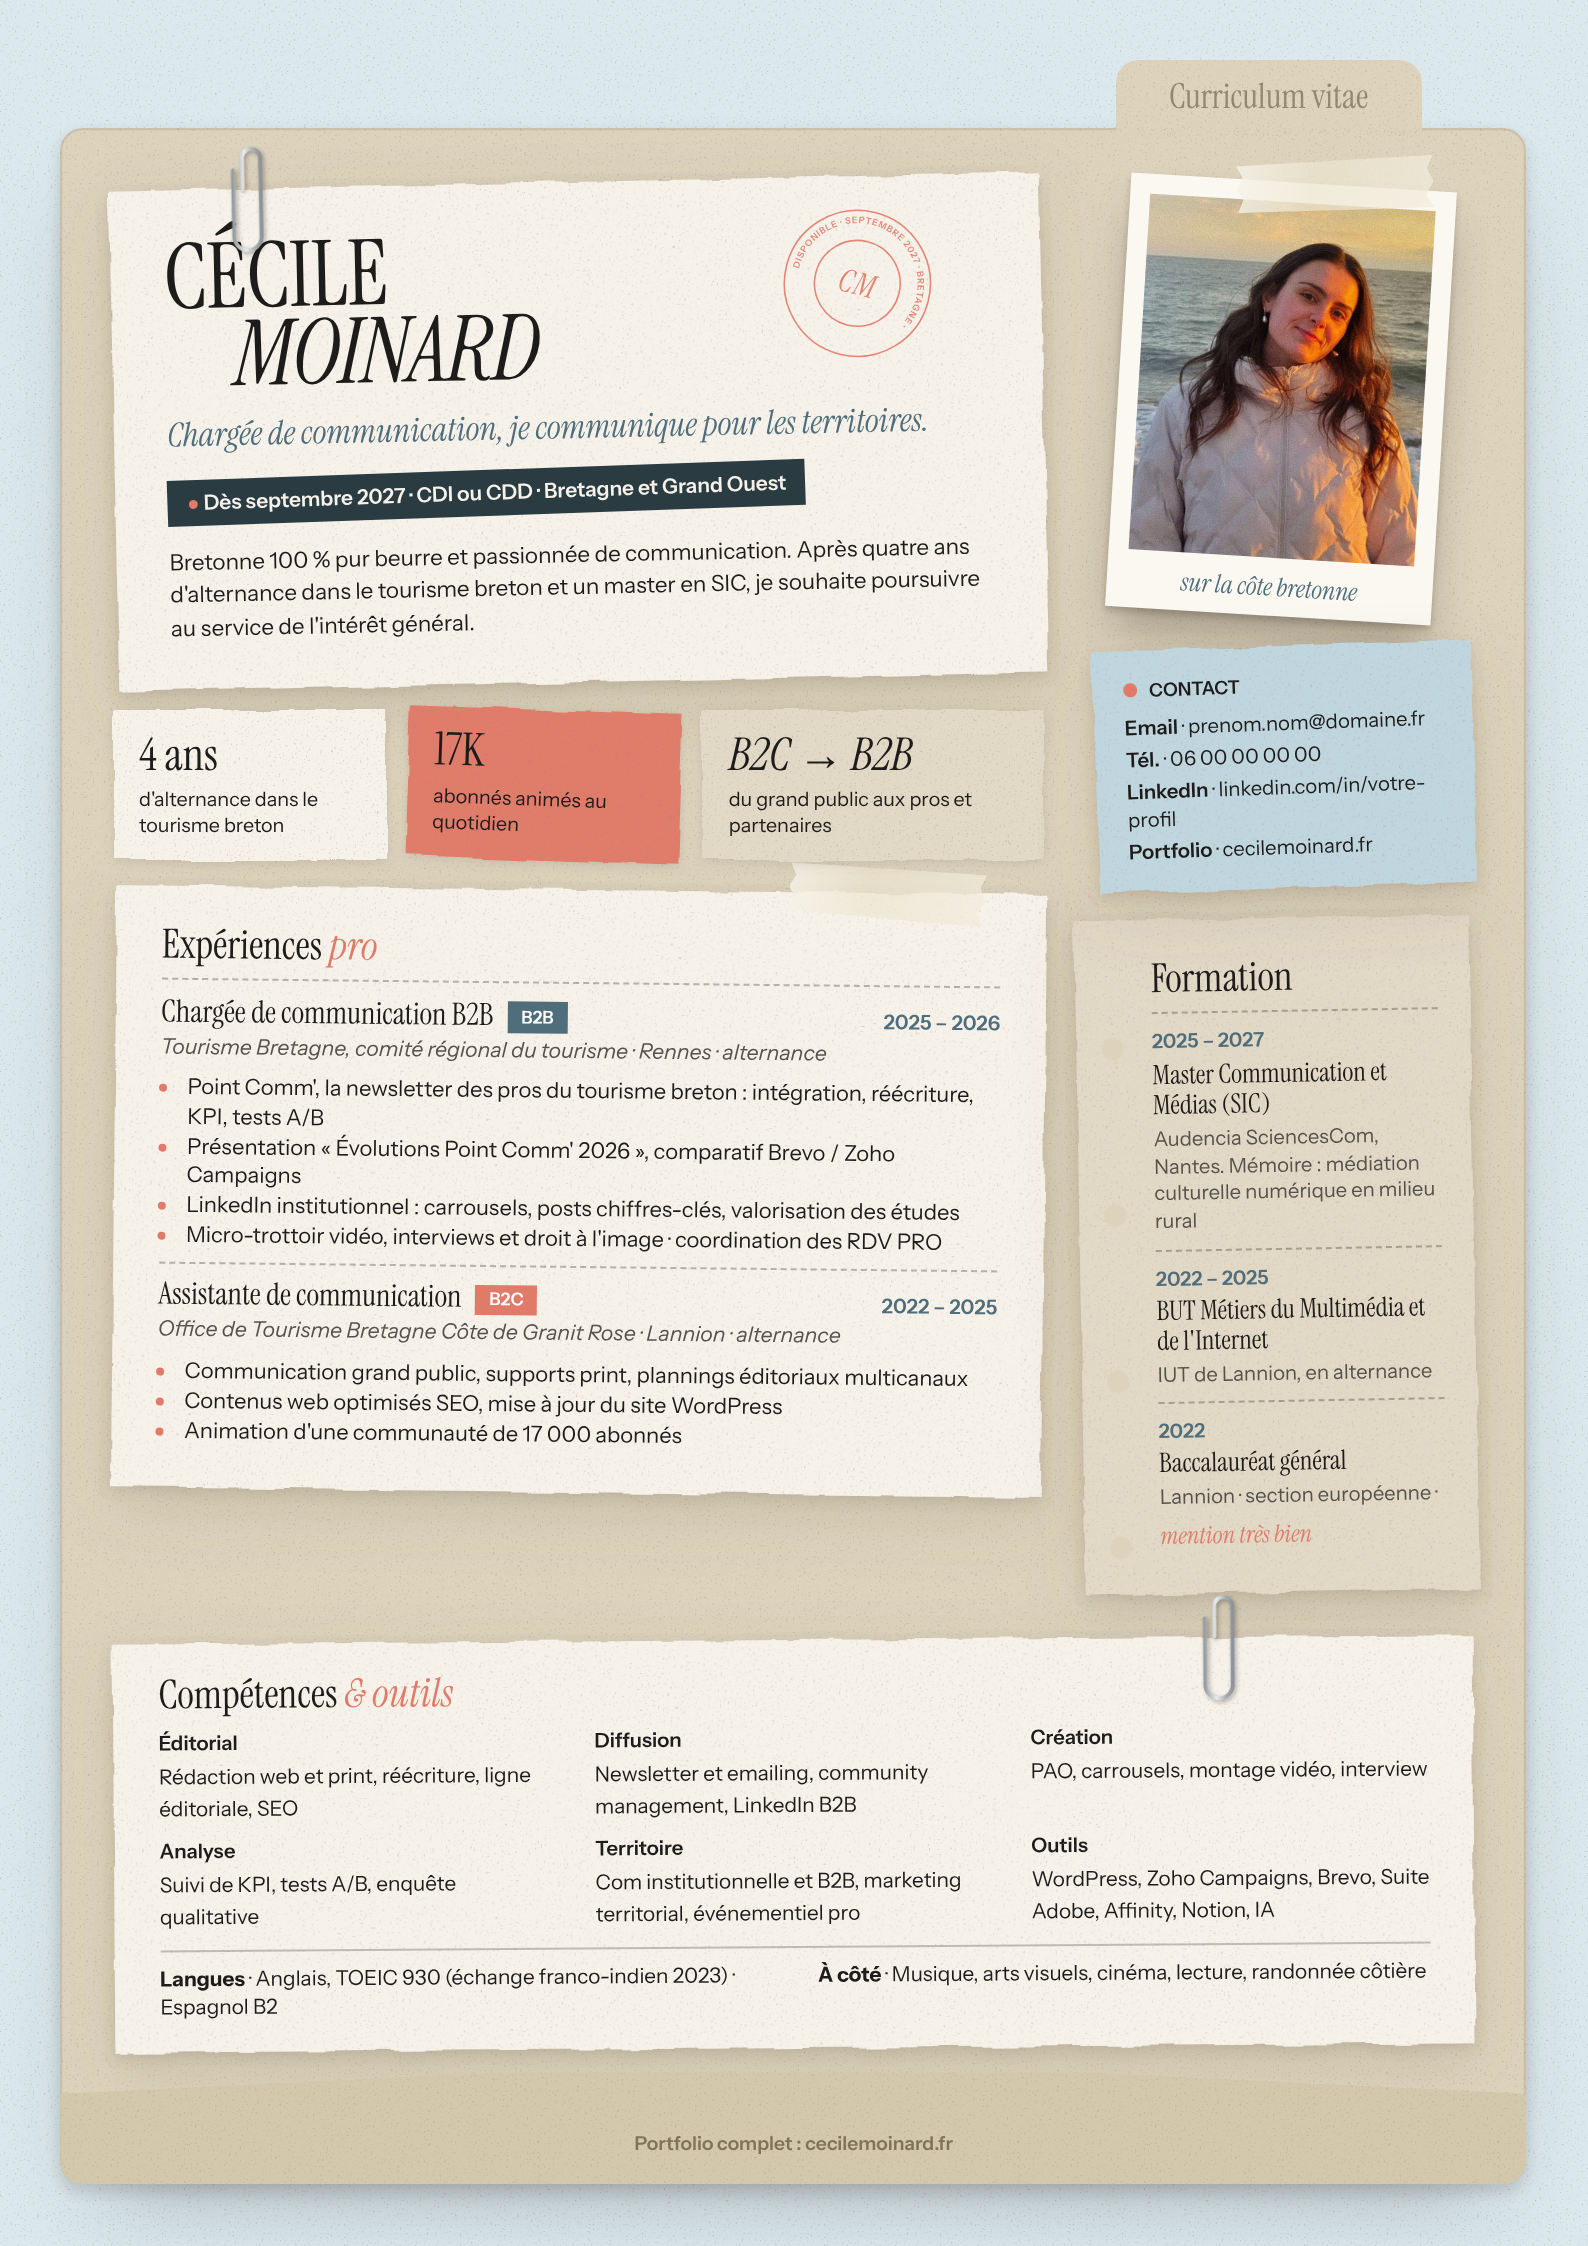 Curriculum vitae
CÉCILE
MOINARD
DISPONIBLE · SEPTEMBRE 2027 · BRETAGNE ·
CM
Chargée de communication, je communique pour les territoires.
Dès septembre 2027 · CDI ou CDD · Bretagne et Grand Ouest
Bretonne 100 % pur beurre et passionnée de communication. Après quatre ans
d'alternance dans le tourisme breton et un master en SIC, je souhaite poursuivre
au service de l'intérêt général.
sur la côte bretonne
4 ans
d'alternance dans le
tourisme breton
17K
abonnés animés au
quotidien
B2C → B2B
du grand public aux pros et
partenaires
CONTACT
Email · prenom.nom@domaine.fr
Tél. · 06 00 00 00 00
LinkedIn · linkedin.com/in/votre-
profil
Portfolio · cecilemoinard.fr
Expériences pro
Chargée de communication B2B B2B 2025 – 2026
Tourisme Bretagne, comité régional du tourisme · Rennes · alternance
• Point Comm', la newsletter des pros du tourisme breton : intégration, réécriture,
KPI, tests A/B
• Présentation « Évolutions Point Comm' 2026 », comparatif Brevo / Zoho
Campaigns
• LinkedIn institutionnel : carrousels, posts chiffres-clés, valorisation des études
• Micro-trottoir vidéo, interviews et droit à l'image · coordination des RDV PRO
Assistante de communication B2C 2022 – 2025
Office de Tourisme Bretagne Côte de Granit Rose · Lannion · alternance
• Communication grand public, supports print, plannings éditoriaux multicanaux
• Contenus web optimisés SEO, mise à jour du site WordPress
• Animation d'une communauté de 17 000 abonnés
Formation
2025 – 2027
Master Communication et
Médias (SIC)
Audencia SciencesCom,
Nantes. Mémoire : médiation
culturelle numérique en milieu
rural
2022 – 2025
BUT Métiers du Multimédia et
de l'Internet
IUT de Lannion, en alternance
2022
Baccalauréat général
Lannion · section européenne ·
mention très bien
Compétences & outils
Éditorial
Rédaction web et print, réécriture, ligne
éditoriale, SEO
Diffusion
Newsletter et emailing, community
management, LinkedIn B2B
Création
PAO, carrousels, montage vidéo, interview
Analyse
Suivi de KPI, tests A/B, enquête
qualitative
Territoire
Com institutionnelle et B2B, marketing
territorial, événementiel pro
Outils
WordPress, Zoho Campaigns, Brevo, Suite
Adobe, Affinity, Notion, IA
Langues · Anglais, TOEIC 930 (échange franco-indien 2023) ·
Espagnol B2
À côté · Musique, arts visuels, cinéma, lecture, randonnée côtière
Portfolio complet : cecilemoinard.fr